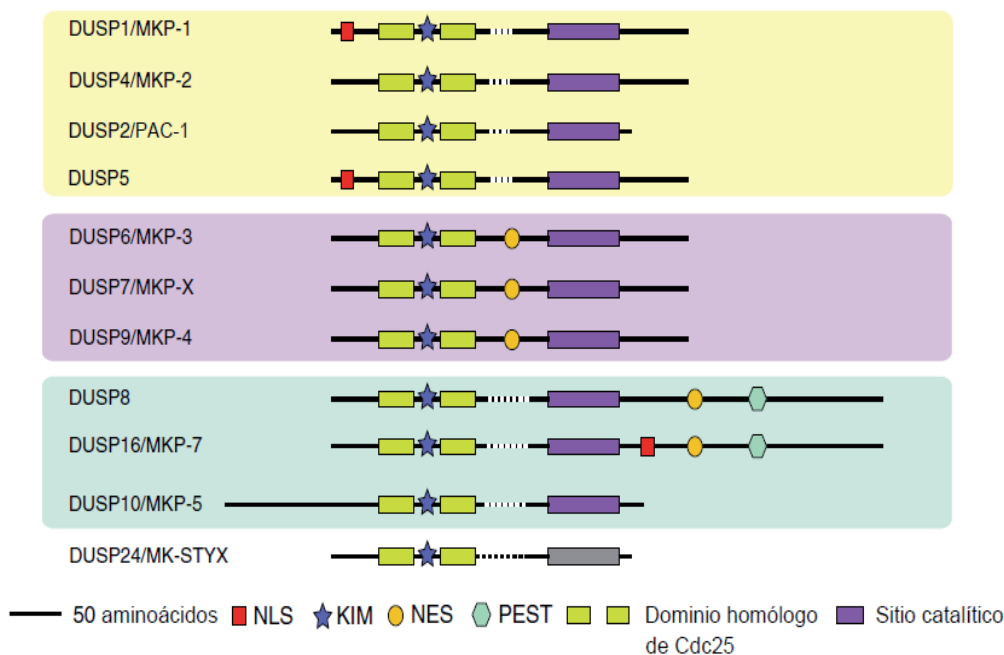 DUSP1/MKP-1
DUSP4/MKP-2
DUSP2/PAC-1
DUSP5
DUSP6/MKP-3
DUSP7/MKP-X
DUSP9/MKP-4
DUSP8
DUSP16/MKP-7
DUSP10/MKP-5
DUSP24/MK-STYX
50 aminoácidos NLS KIM NES PEST Dominio homólogo Sitio catalítico
de Cdc25